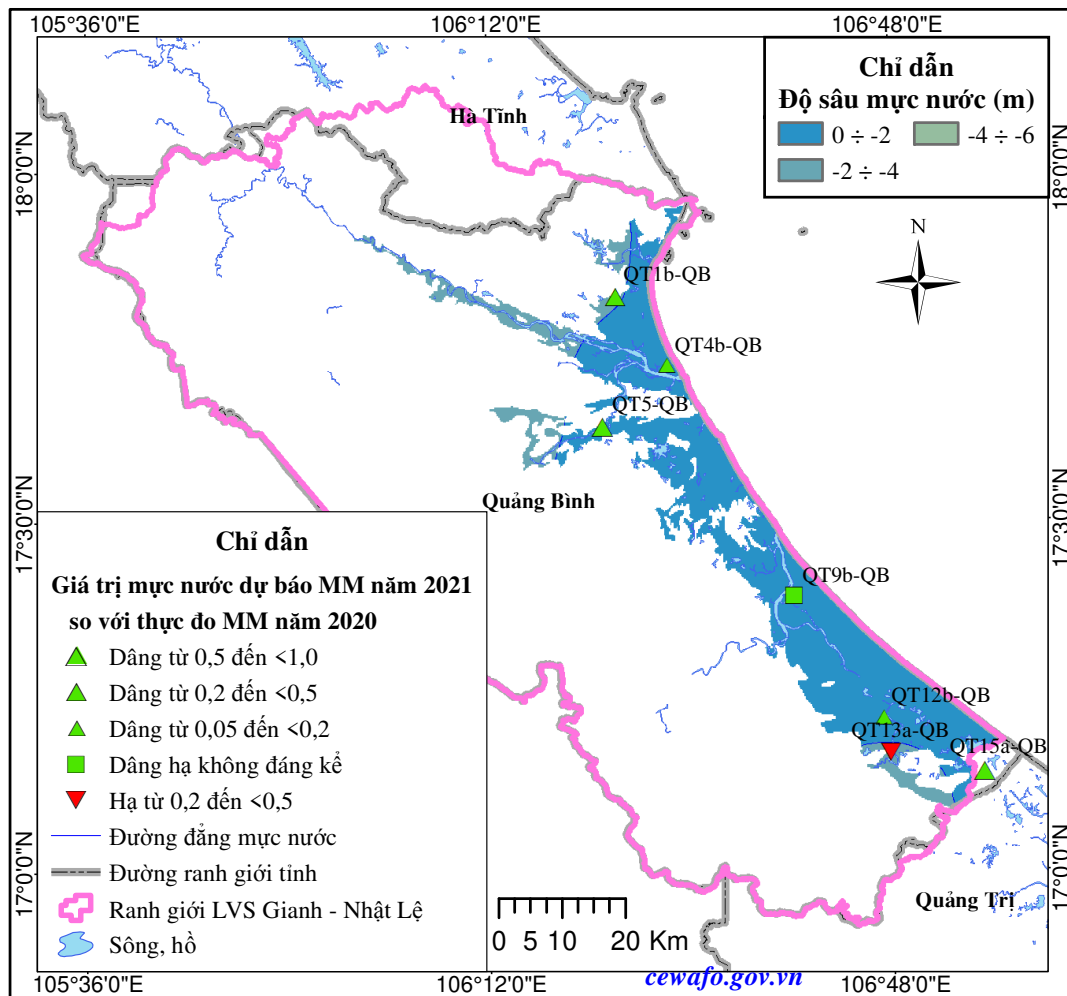 105°36'0"E 106°12'0"E 106°48'0"E
Chỉ dẫn
Độ sâu mực nước (m)
0 ÷ -2 -4 ÷ -6
-2 ÷ -4
Hà Tĩnh
18°0'0"N 18°0'0"N
N
QT1b-QB
QT4b-QB
QT5-QB
Quảng Bình
17°30'0"N 17°30'0"N
QT9b-QB
QT12b-QB
QT13a-QB
QT15a-QB
Chỉ dẫn
Giá trị mực nước dự báo MM năm 2021
so với thực đo MM năm 2020
Dâng từ 0,5 đến <1,0
Dâng từ 0,2 đến <0,5
Dâng từ 0,05 đến <0,2
Dâng hạ không đáng kể
Hạ từ 0,2 đến <0,5
Đường đẳng mực nước
Đường ranh giới tỉnh
Ranh giới LVS Gianh - Nhật Lệ
Sông, hồ
17°0'0"N 17°0'0"N
Quảng Trị
0 5 10 20 Km
cewafo.gov.vn
105°36'0"E 106°12'0"E 106°48'0"E